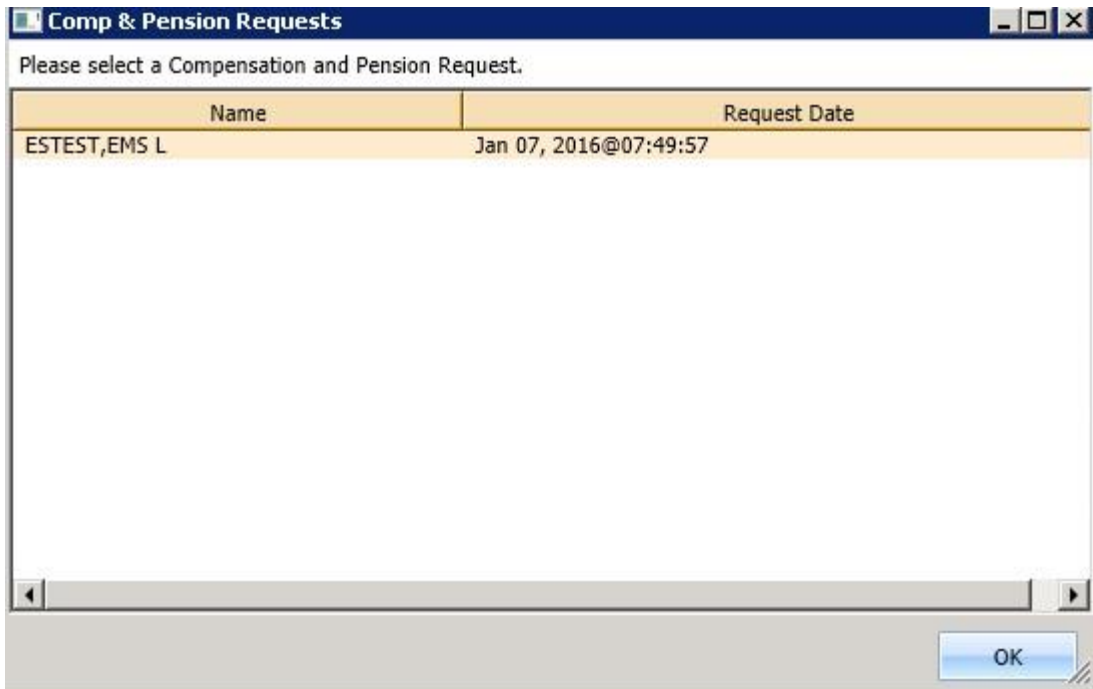 Comp & Pension Requests
Please select a Compensation and Pension Request.
Name Request Date
ESTEST,EMS L Jan 07, 2016@07:49:57
OK